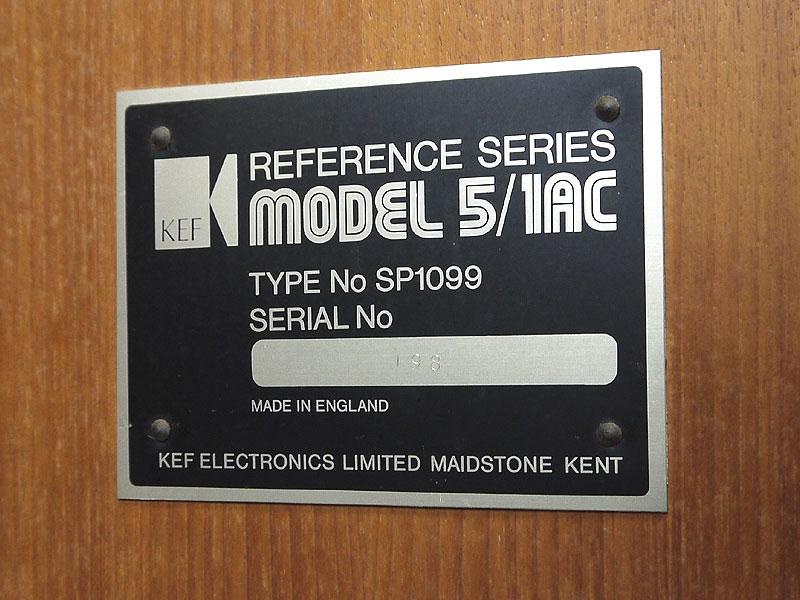 REFERENCE SERIES
KEF
MODEL 5/1AC
TYPE No SP1099
SERIAL No
198
MADE IN ENGLAND
KEF ELECTRONICS LIMITED MAIDSTONE KENT